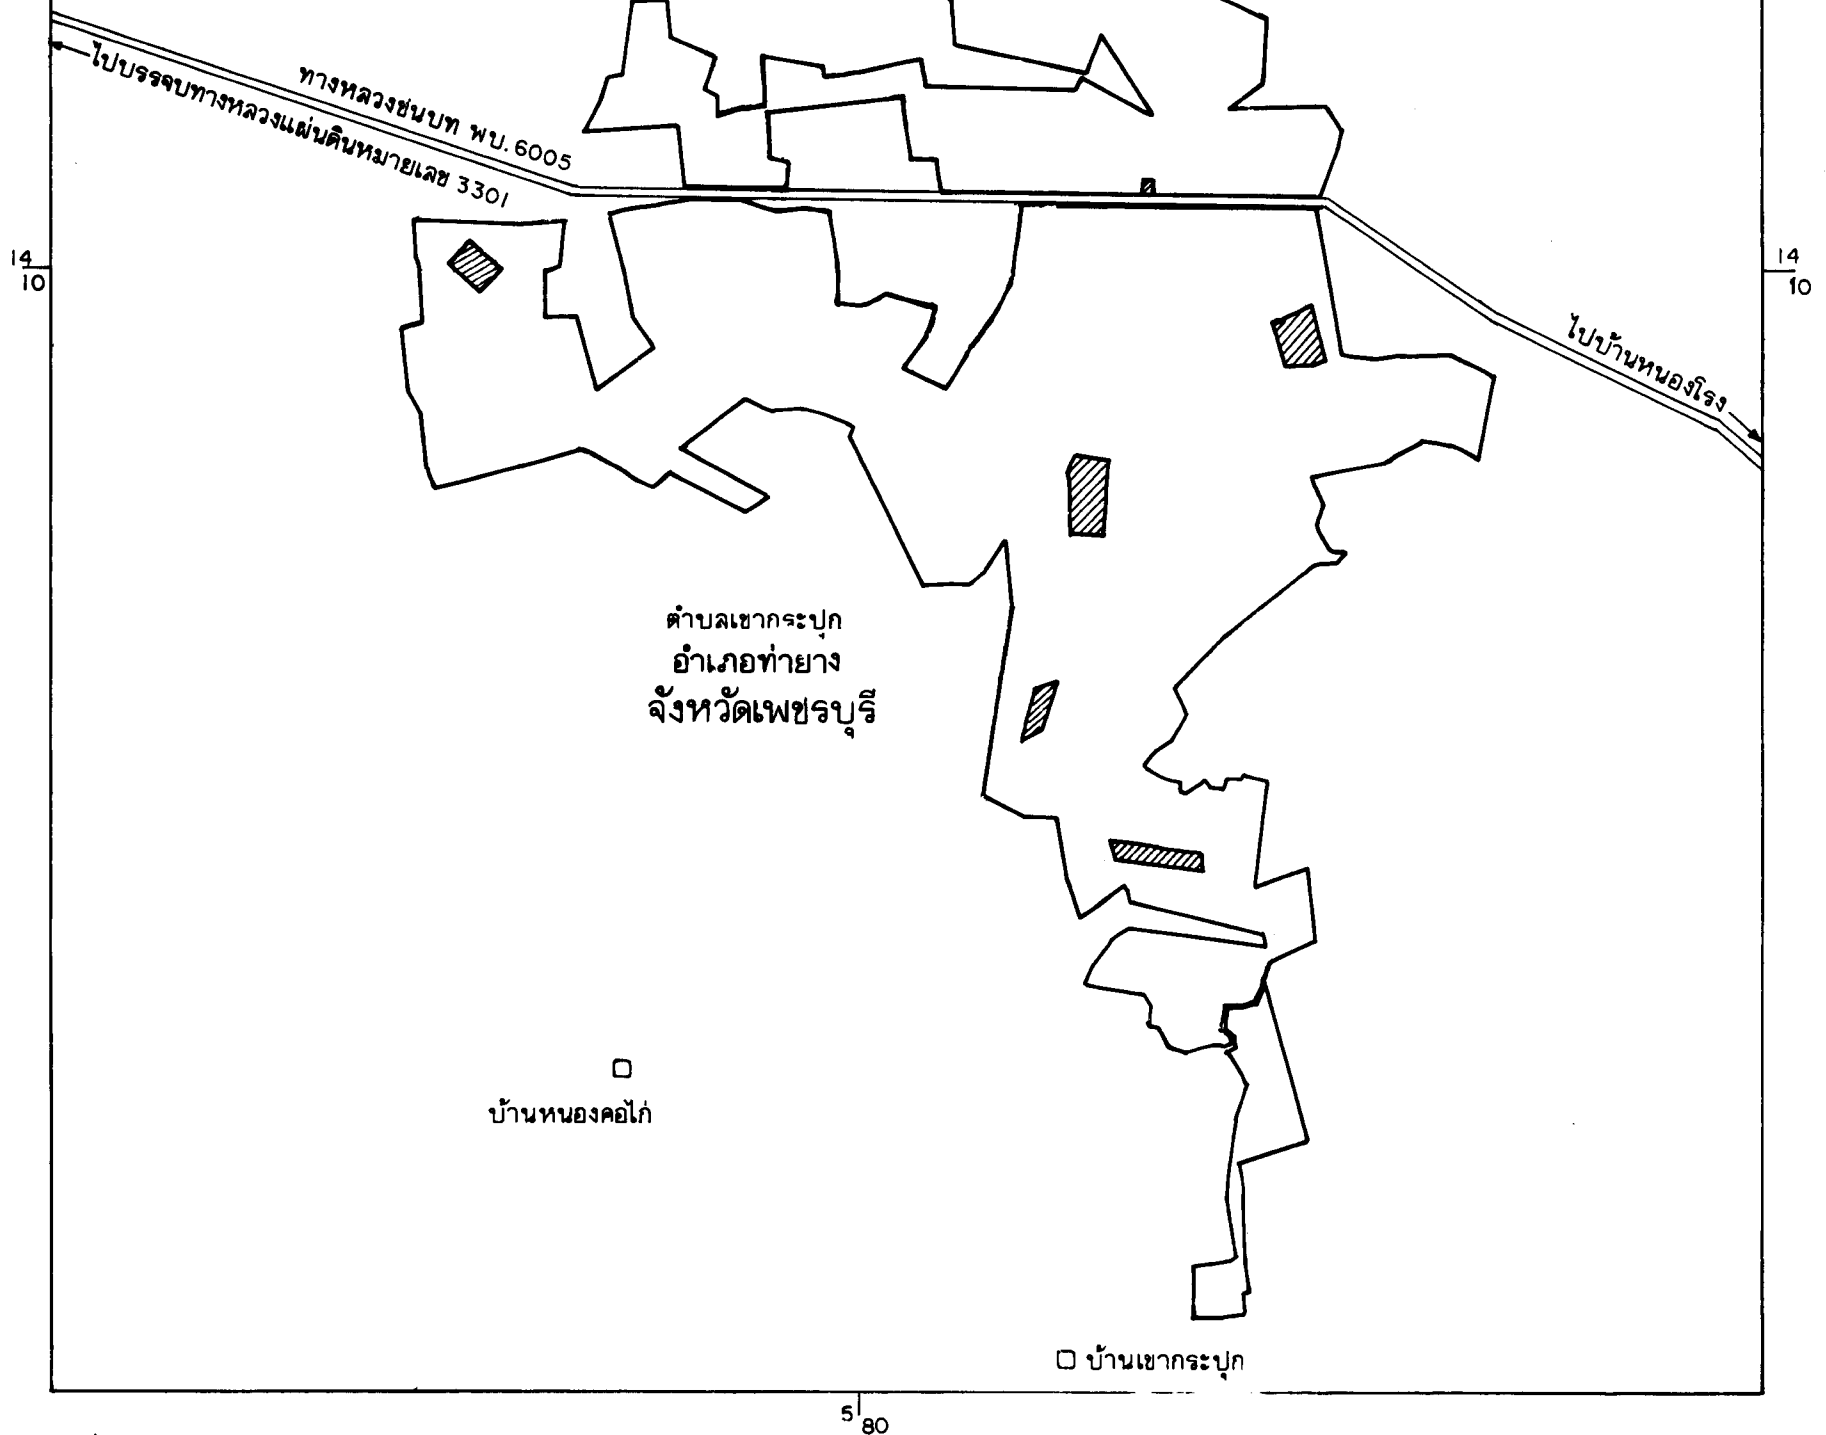 ทางหลวงชนบท พบ. 6005
ไปบรรจบทางหลวงแผ่นดินหมายเลข 3301
14
10
14
10
ไปบ้านหนองโรง
ตำบลเขากระปุก
อำเภอท่ายาง
จังหวัดเพชรบุรี
บ้านหนองคอไก่
บ้านเขากระปุก
5
80